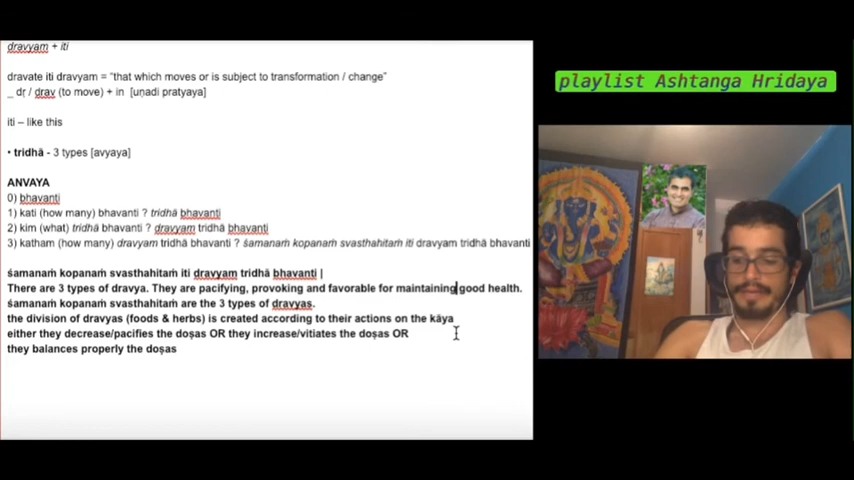 dravyam + iti
dravate iti dravyam = “that which moves or is subject to transformation / change”
_ dṛ / drav (to move) + in [uṇadi pratyaya]
iti – like this
• tridhā - 3 types [avyaya]
ANVAYA
0) bhavanti
1) kati (how many) bhavanti ? tridhā bhavanti
2) kim (what) tridhā bhavanti ? dravyam tridhā bhavanti
3) katham (how many) dravyam tridhā bhavanti ? śamanaṁ kopanaṁ svasthahitaṁ iti dravyam tridhā bhavanti
śamanaṁ kopanaṁ svasthahitaṁ iti dravyam tridhā bhavanti |
There are 3 types of dravya. They are pacifying, provoking and favorable for maintaining good health.
śamanaṁ kopanaṁ svasthahitaṁ are the 3 types of dravyas.
the division of dravyas (foods & herbs) is created according to their actions on the kāya
either they decrease/pacifies the doṣas OR they increase/vitiates the doṣas OR
they balances properly the doṣas
playlist Ashtanga Hridaya